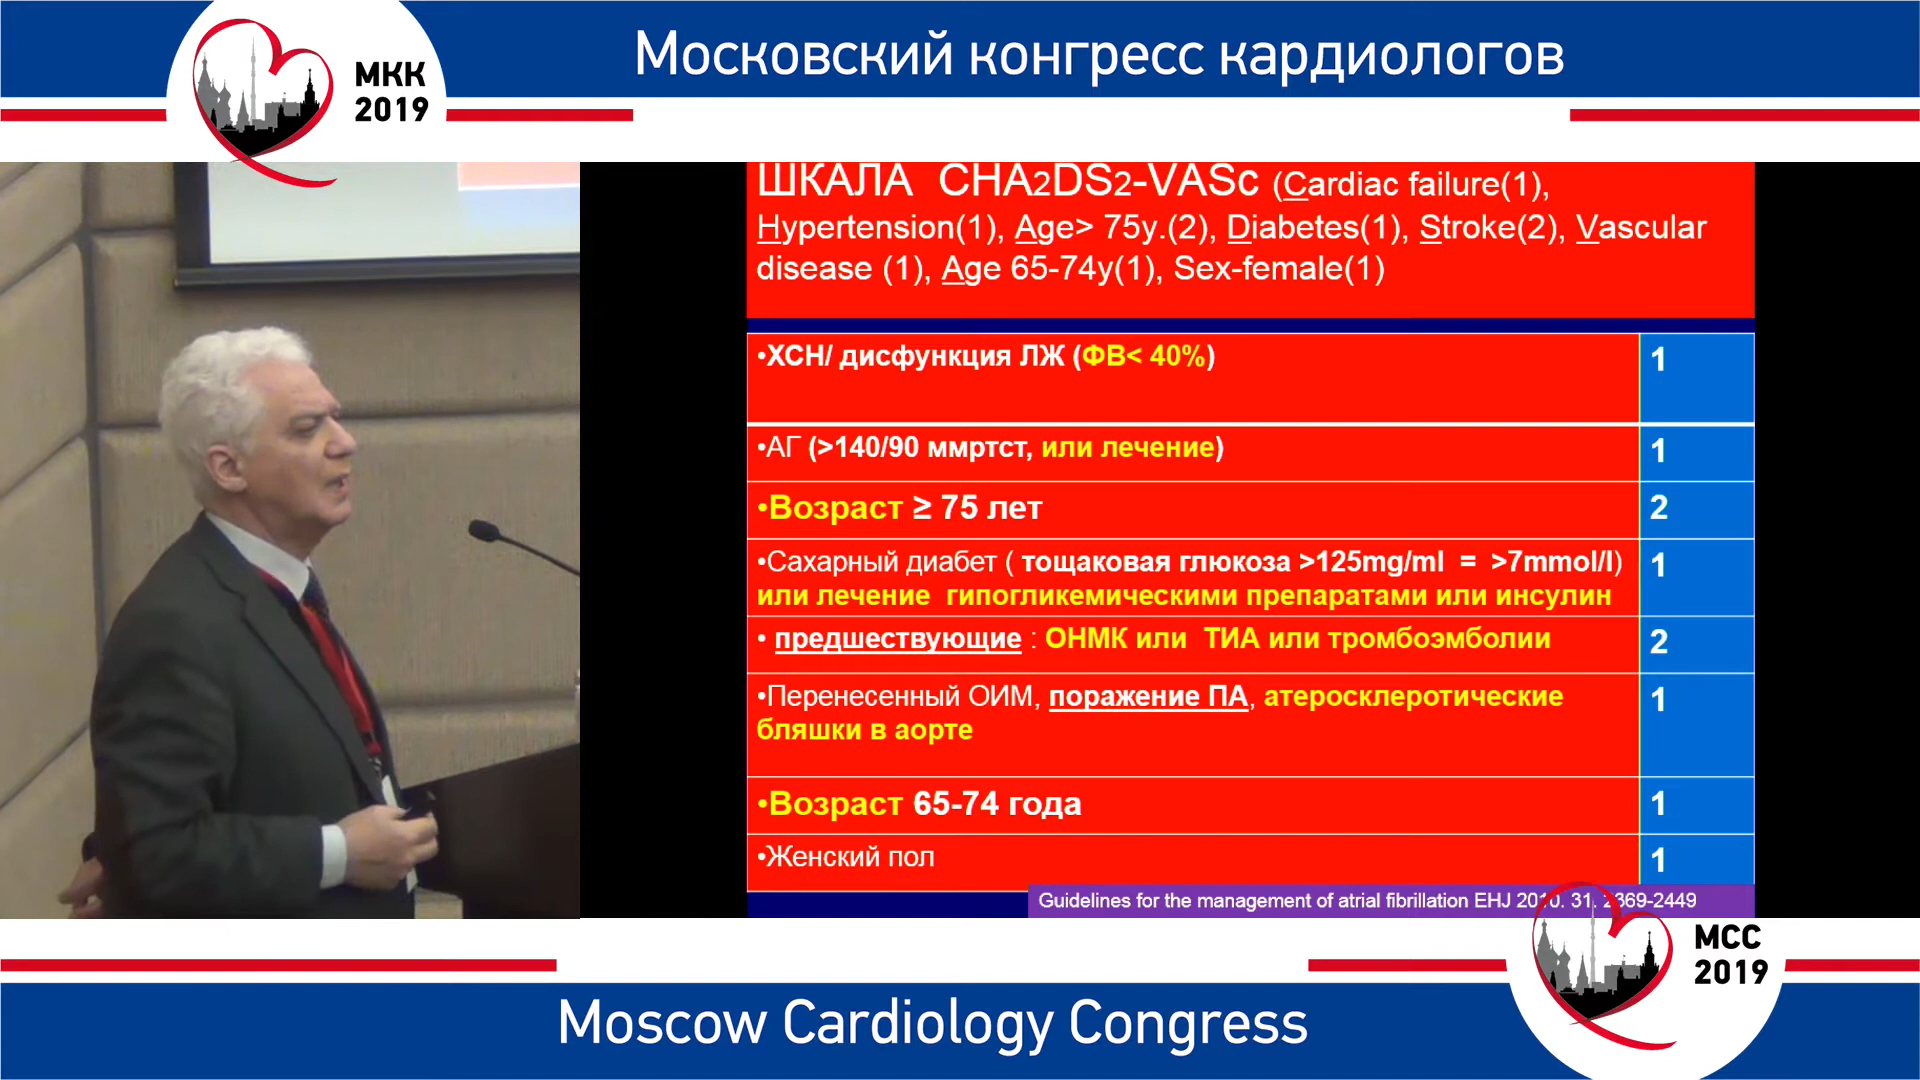 МКК
2019
Московский конгресс кардиологов
ШКАЛА CHA2DS2-VASc (Cardiac failure(1),
Hypertension(1), Age> 75y.(2), Diabetes(1), Stroke(2), Vascular
disease (1), Age 65-74y(1), Sex-female(1)
•ХСН/ дисфункция ЛЖ (ФВ< 40%) 1
•АГ (>140/90 ммртст, или лечение) 1
•Возраст ≥ 75 лет 2
•Сахарный диабет ( тощаковая глюкоза >125mg/ml = >7mmol/l) 1
или лечение гипогликемическими препаратами или инсулин
• предшествующие : ОНМК или ТИА или тромбоэмболии 2
•Перенесенный ОИМ, поражение ПА, атеросклеротические 1
бляшки в аорте
•Возраст 65-74 года 1
•Женский пол 1
Guidelines for the management of atrial fibrillation EHJ 2010. 31. 2369-2449
МСС
2019
Moscow Cardiology Congress